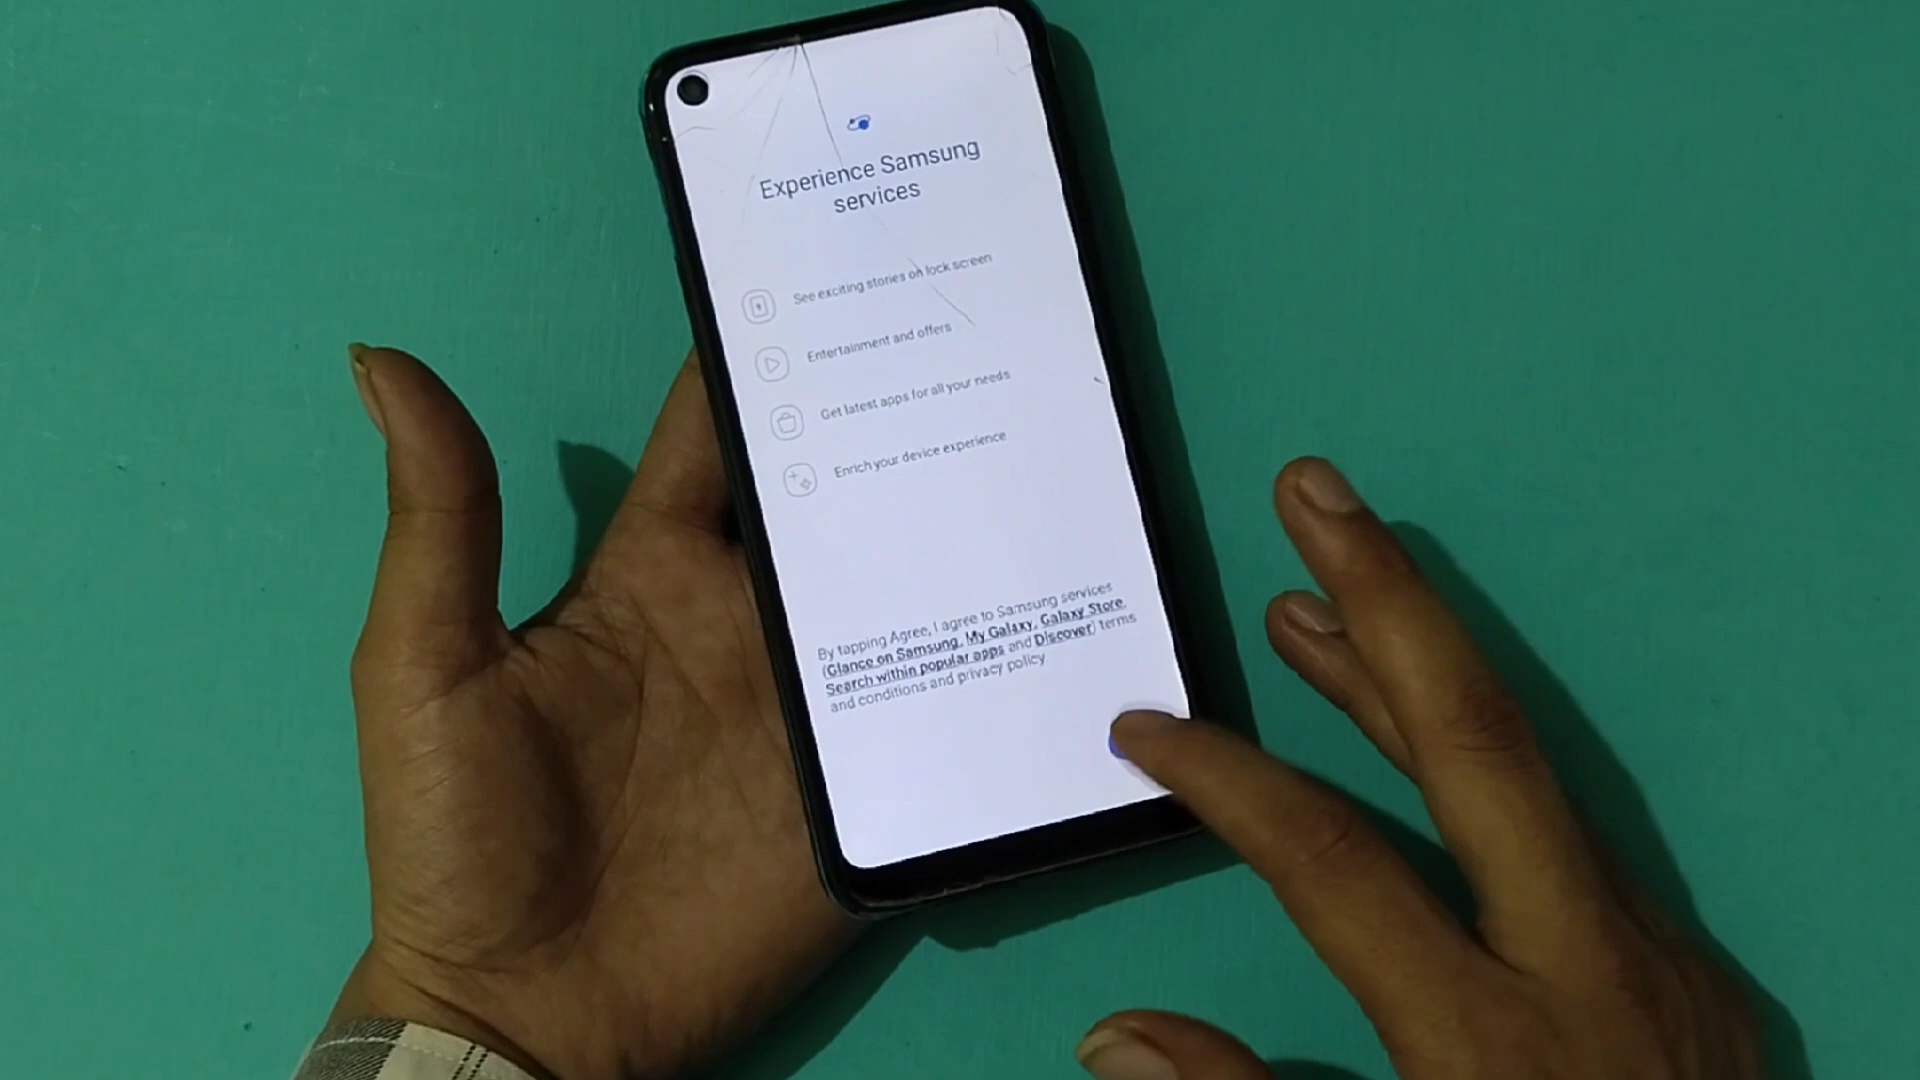 Experience Samsung
services
See exciting stories on lock screen
Entertainment and offers
Get latest apps for all your needs
Enrich your device experience
By tapping Agree, I agree to Samsung services
(Glance on Samsung, My Galaxy, Galaxy Store,
Search within popular apps and Discover) terms
and conditions and privacy policy